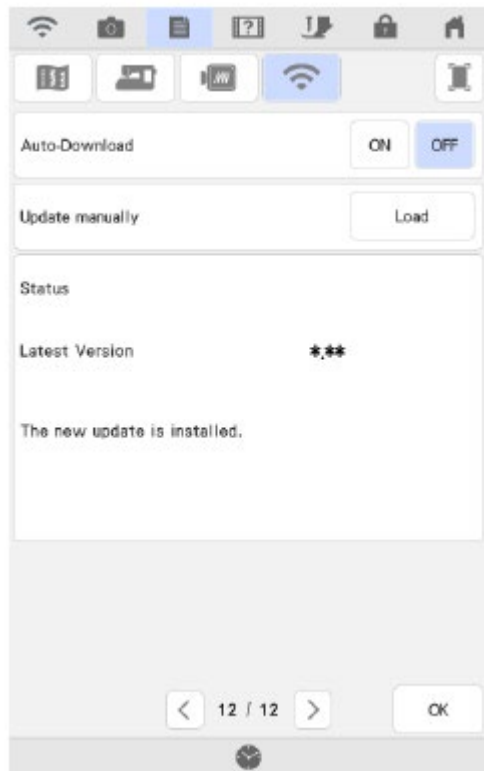 Auto-Download ON OFF
Update manually Load
Status
Latest Version *.**
The new update is installed.
12 / 12 OK